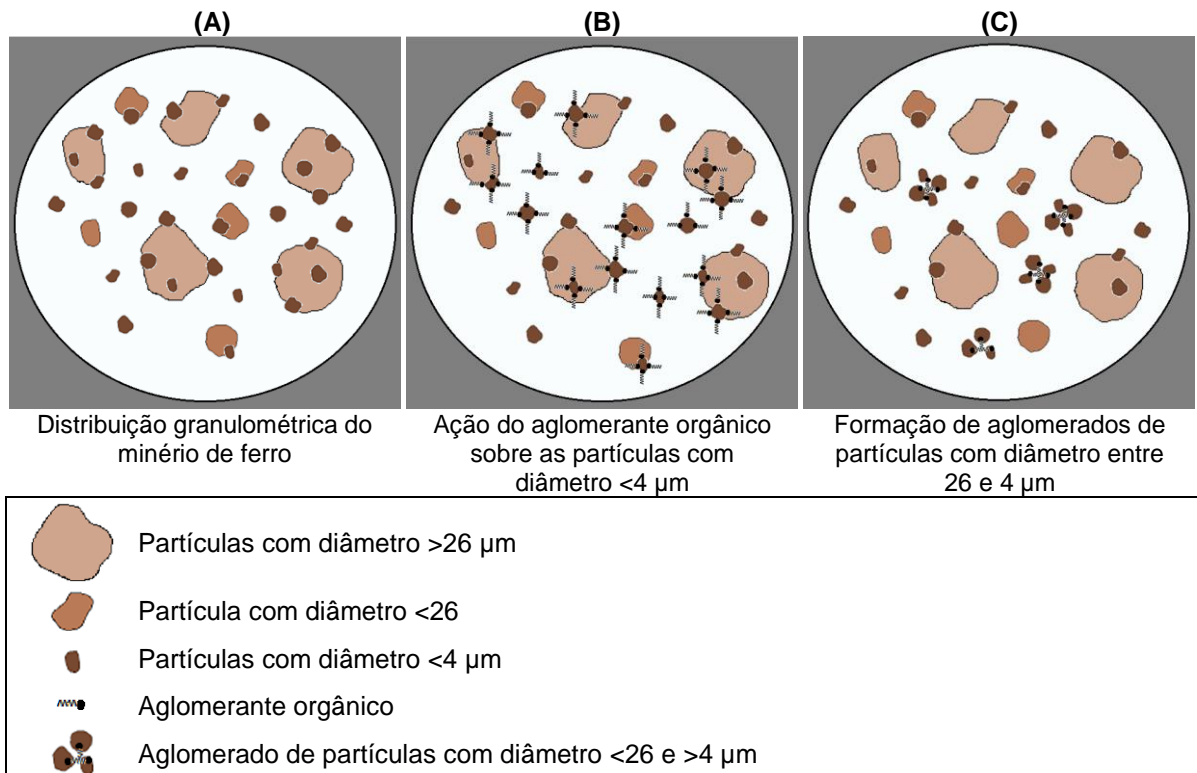 (A)
(B)
(C)
Distribuição granulométrica do
minério de ferro
Ação do aglomerante orgânico
sobre as partículas com
diâmetro <4 µm
Formação de aglomerados de
partículas com diâmetro entre
26 e 4 µm
Partículas com diâmetro >26 µm
Partícula com diâmetro <26
Partículas com diâmetro <4 µm
Aglomerante orgânico
Aglomerado de partículas com diâmetro <26 e >4 µm